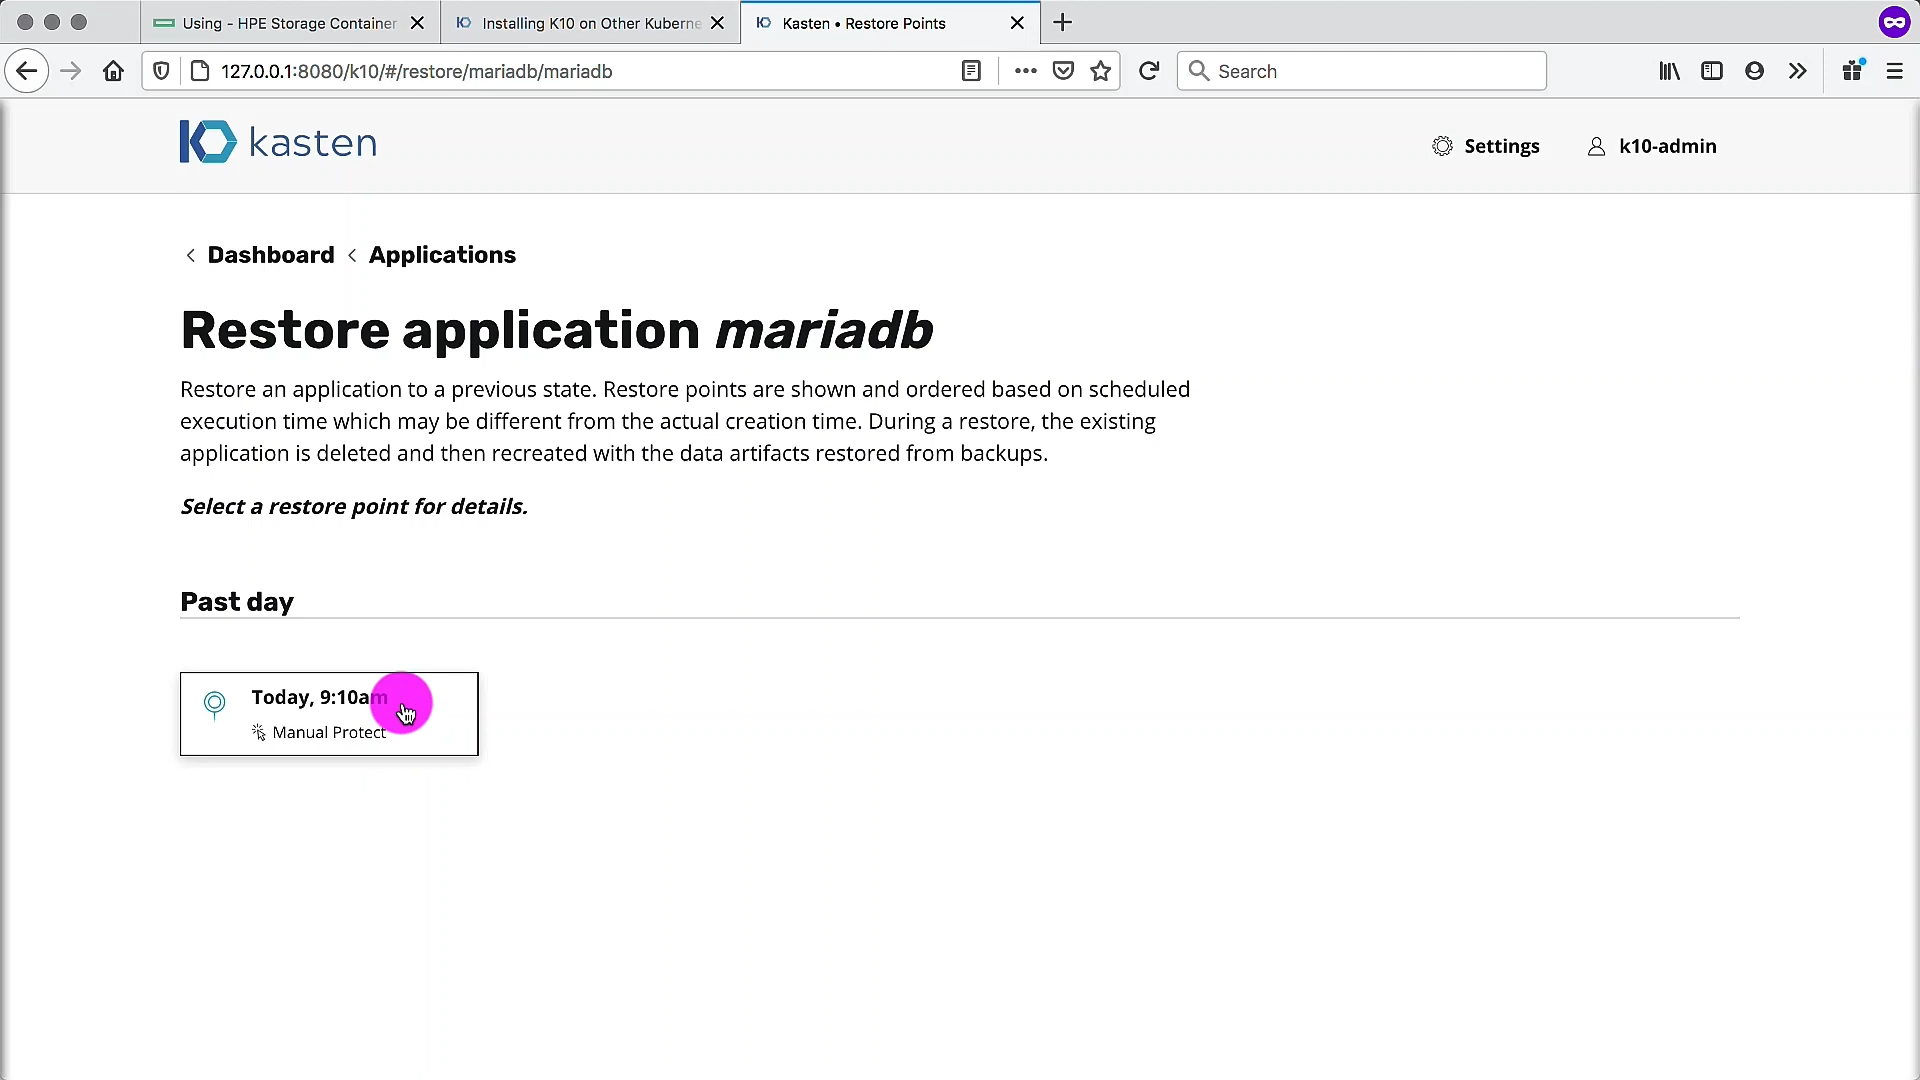 Using - HPE Storage Container
Installing K10 on Other Kuberne
Kasten • Restore Points
127.0.0.1:8080/k10/#/restore/mariadb/mariadb
Search
kasten
Settings
k10-admin
Dashboard
Applications
Restore application mariadb
Restore an application to a previous state. Restore points are shown and ordered based on scheduled
execution time which may be different from the actual creation time. During a restore, the existing
application is deleted and then recreated with the data artifacts restored from backups.
Select a restore point for details.
Past day
Today, 9:10am
Manual Protect